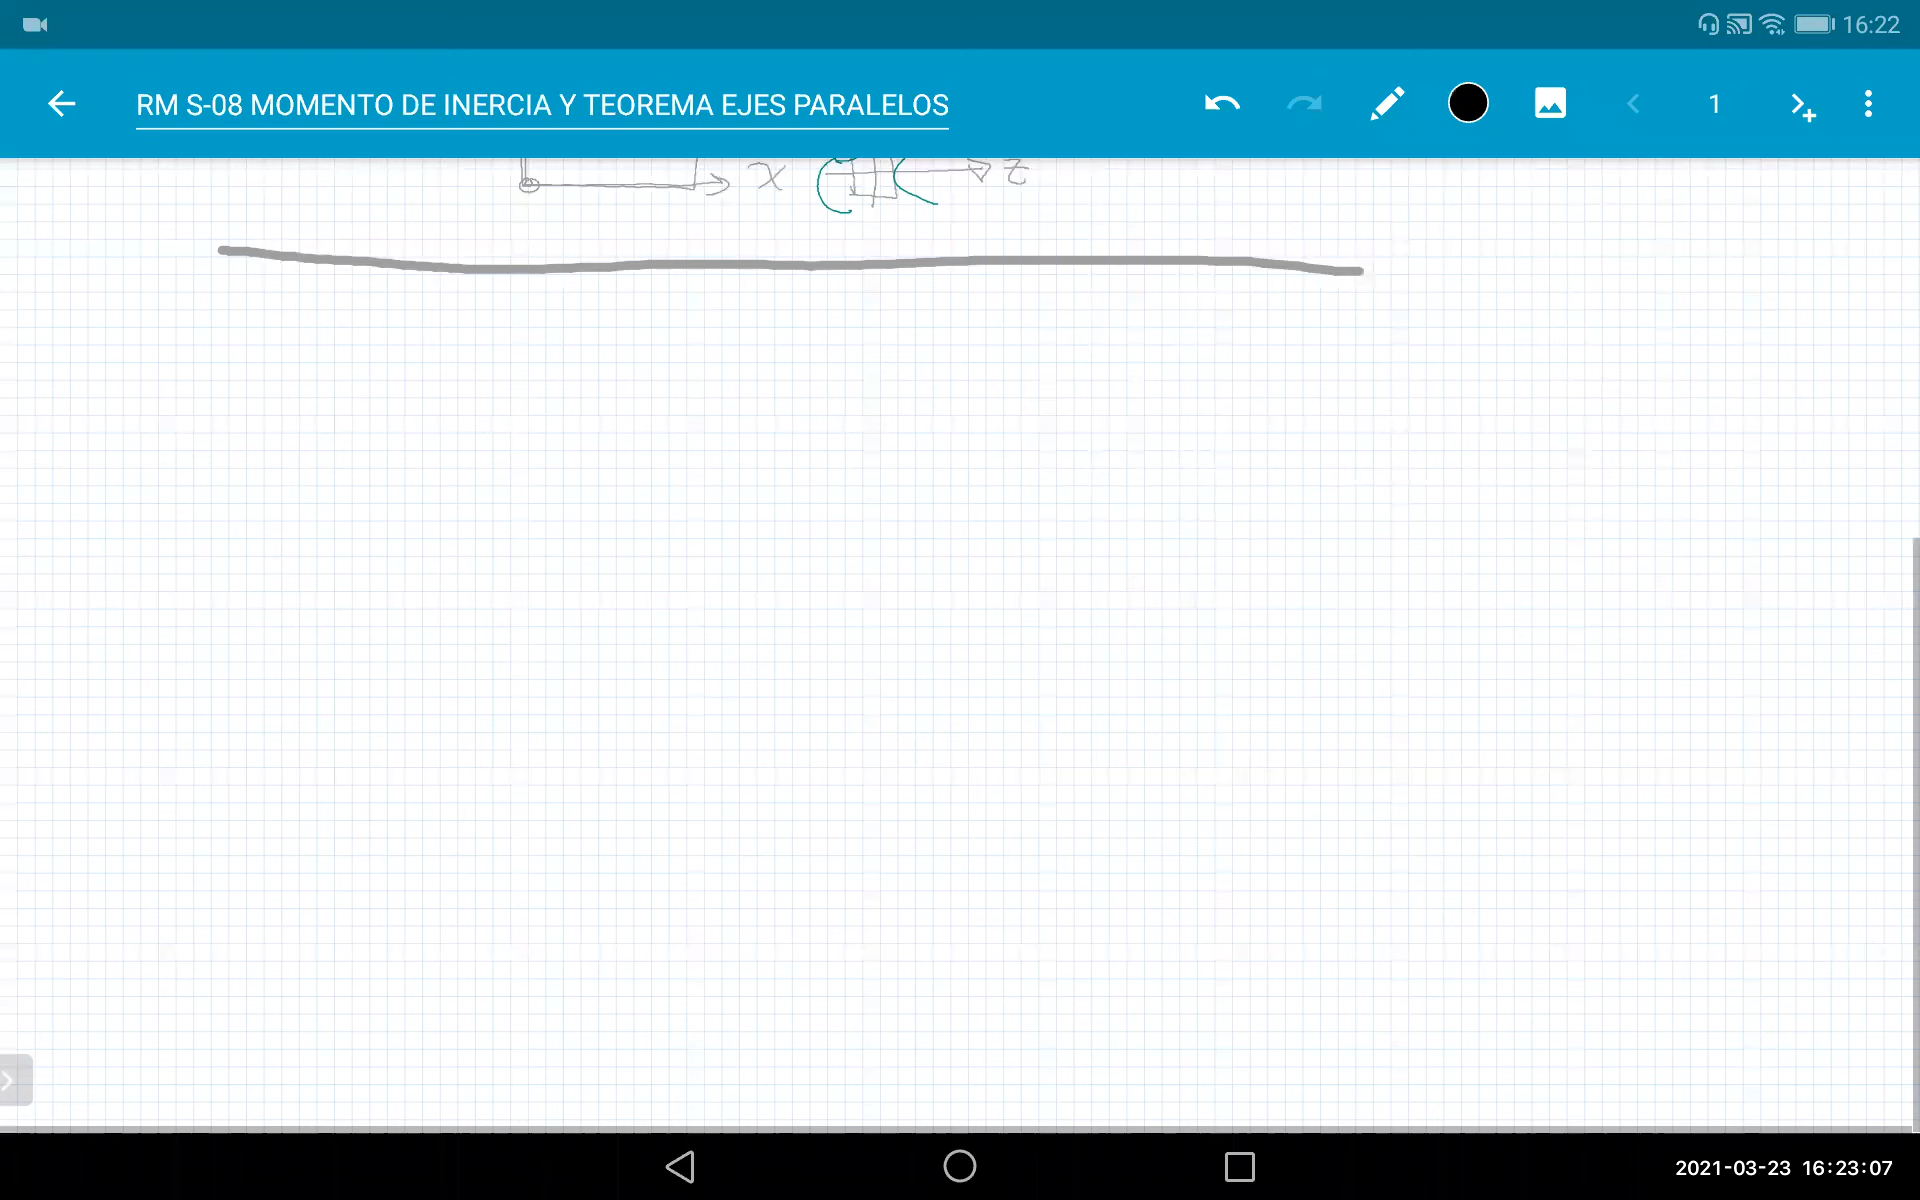 16:22
RM S-08 MOMENTO DE INERCIA Y TEOREMA EJES PARALELOS
1
x z
2021-03-23 16:23:07